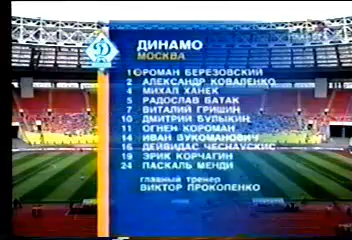 ДИНАМО
МОСКВА
1 РОМАН БЕРЕЗОВСКИЙ
2 АЛЕКСАНДР КОВАЛЕНКО
4 МИХАЛ ХАНЕК
5 РАДОСЛАВ БАТАК
7 ВИТАЛИЙ ГРИШИН
10 ДМИТРИЙ БУЛЫКИН
11 ОГНЕН КОРОМАН
14 ИВАН ВУКОМАНОВИЧ
16 ДЕЙВИДАС ЧЕСНАУСКИС
19 ЭРИК КОРЧАГИН
24 ПАСКАЛЬ МЕНДИ
главный тренер
ВИКТОР ПРОКОПЕНКО